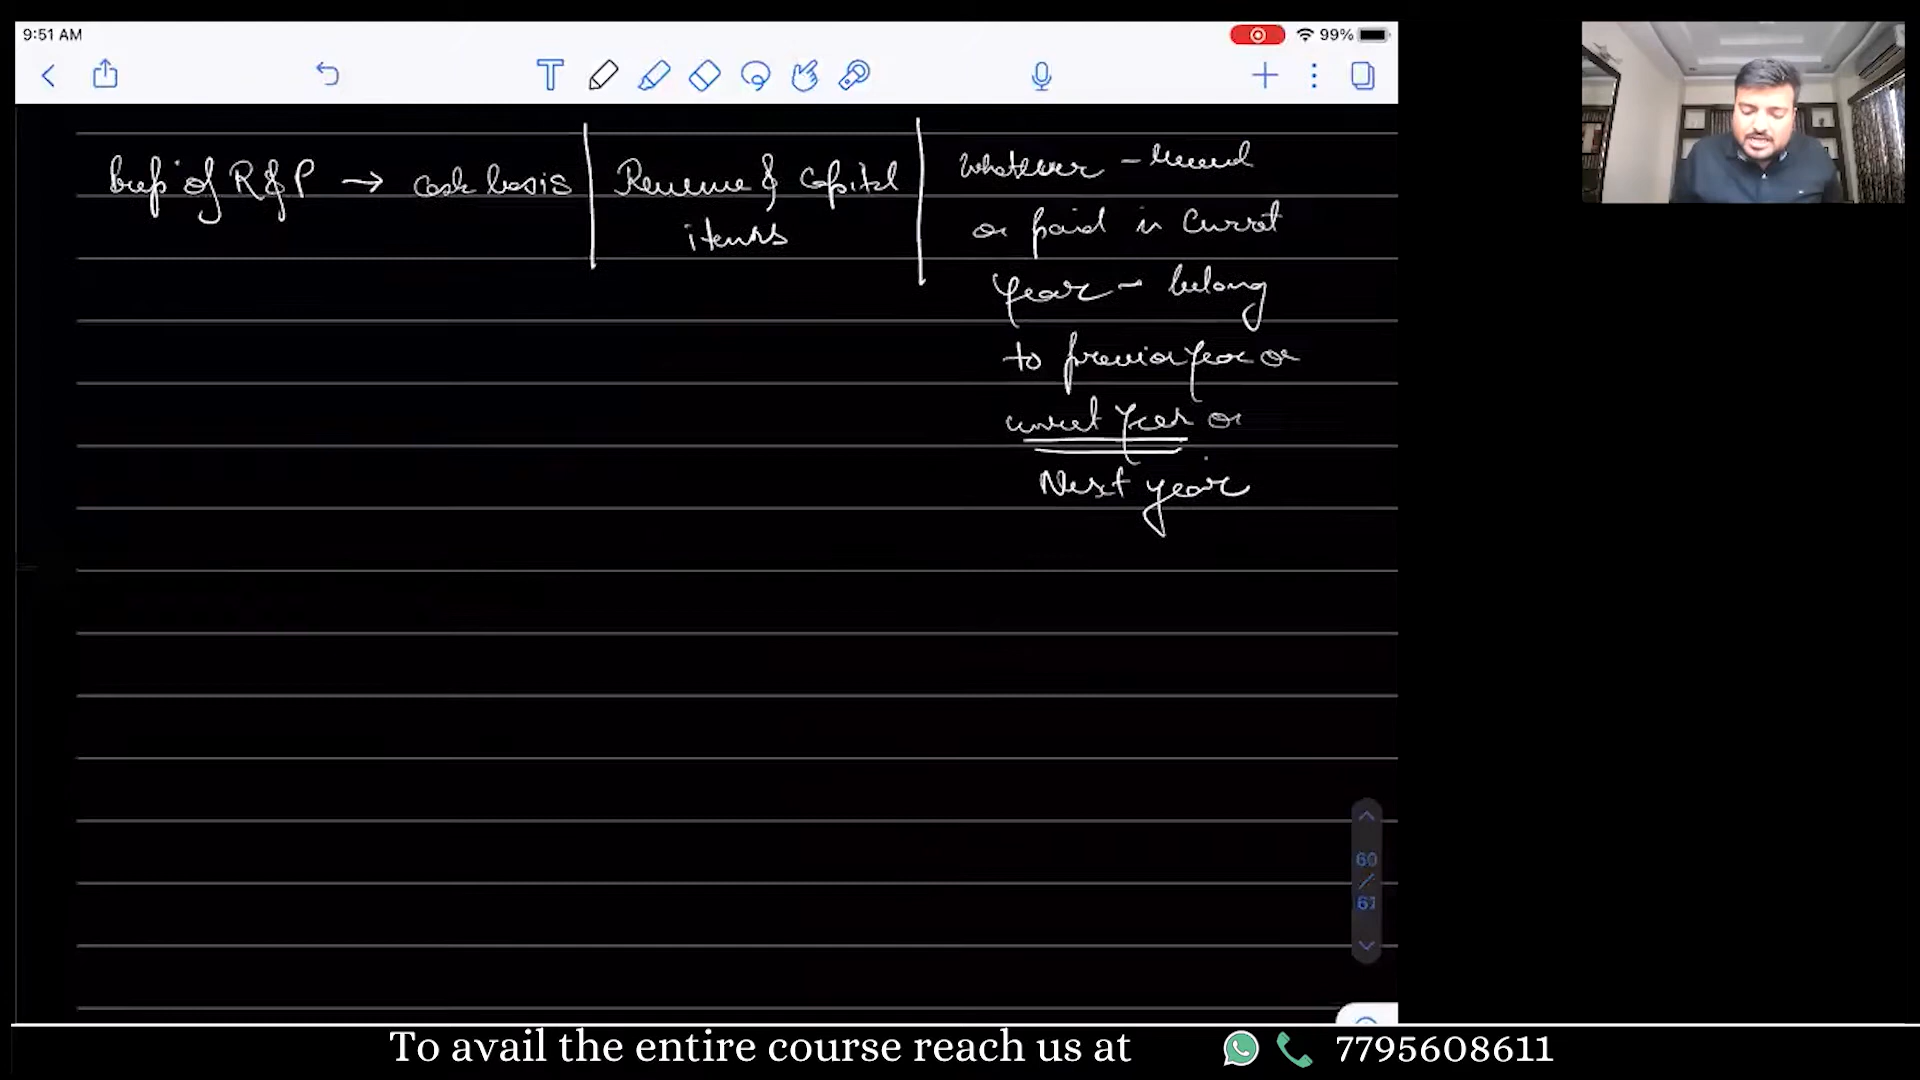 9:51 AM
99%
Prep of R&P → cash basis
Revenue & Capital
items
Whatever - received
or paid in current
year - belong
to previous year or
current year or
Next year
60
/
61
To avail the entire course reach us at 7795608611